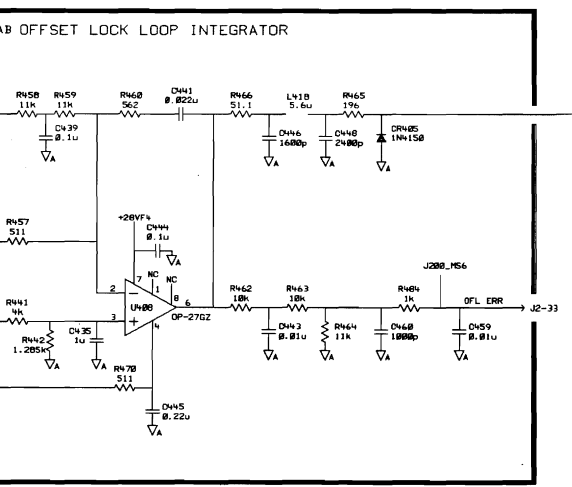 AB OFFSET LOCK LOOP INTEGRATOR
R458
11k
R459
11k
R460
562
C441
0.022u
R466
51.1
L418
5.6u
R465
196
C439
0.1u
C446
1600p
C448
2400p
CR405
1N4150
A
A
A
A
R457
511
+28VF4
C444
0.1u
A
J200_MS6
NC
NC
7
1
8
2
6
3
4
U408
OP-27GZ
R441
4k
R442
1.285k
C435
1u
A
A
R462
10k
R463
10k
R484
1k
OFL ERR
J2-33
C443
0.01u
R464
11k
C460
1000p
C459
0.01u
A
A
A
A
R470
511
C445
0.22u
A